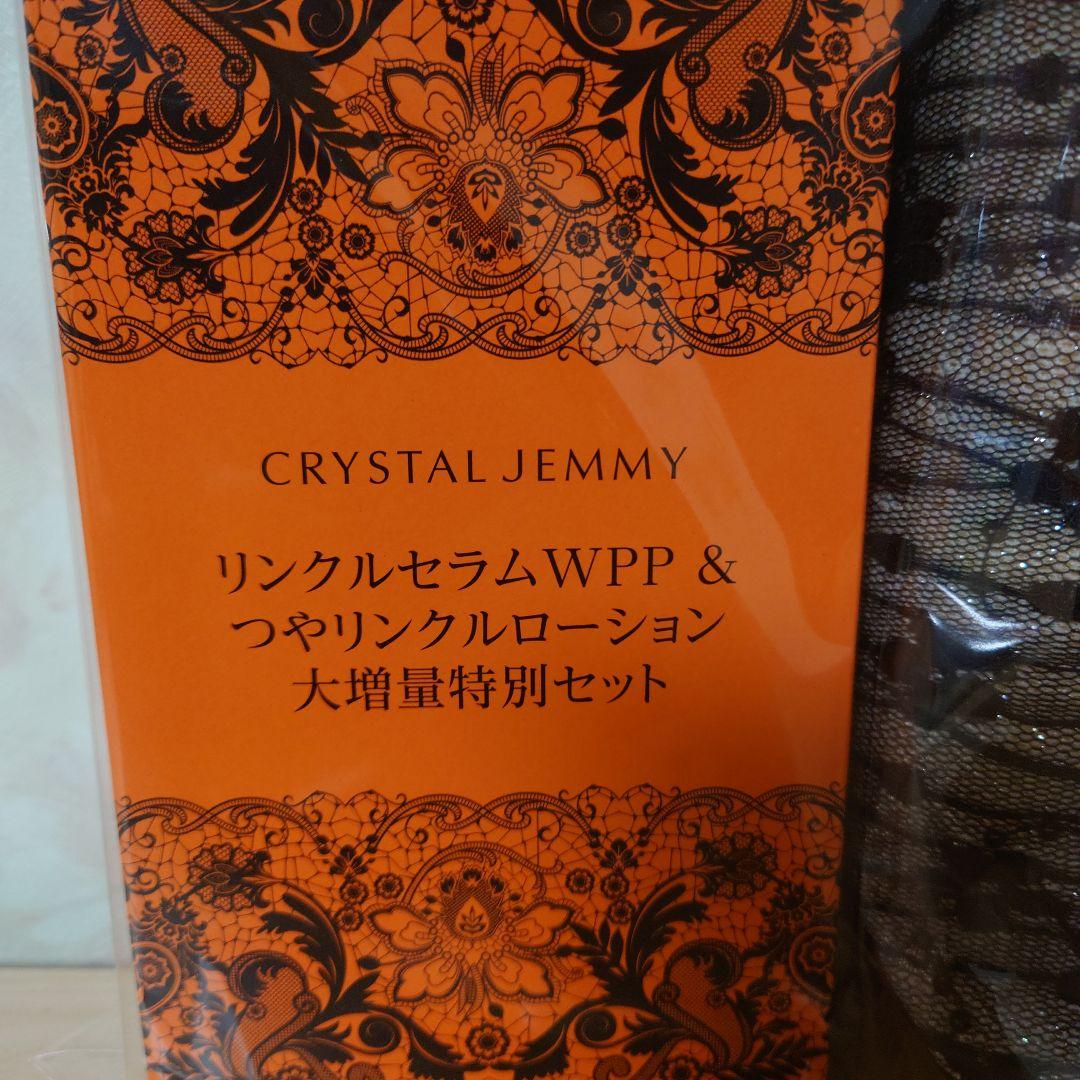 CRYSTAL JEMMY
リンクルセラムWPP &
つやリンクルローション
大増量特別セット